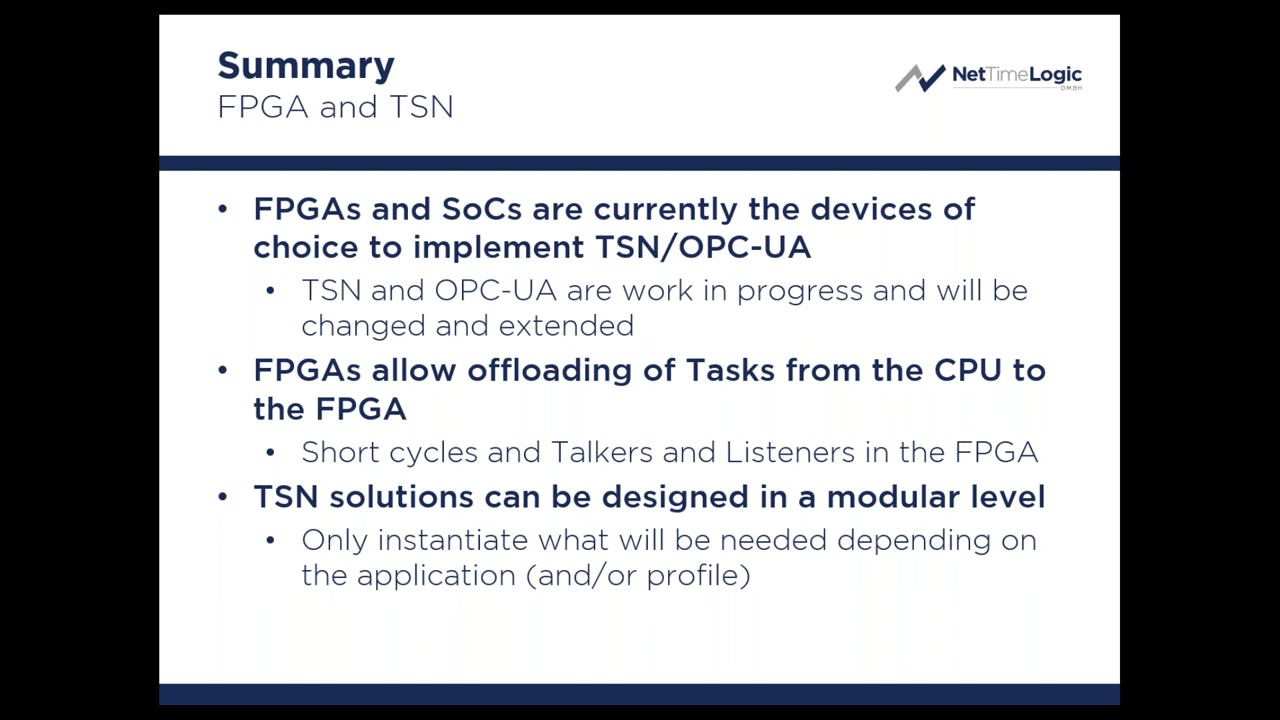 Summary
FPGA and TSN
NetTimeLogic
GMBH
• FPGAs and SoCs are currently the devices of
choice to implement TSN/OPC-UA
• TSN and OPC-UA are work in progress and will be
changed and extended
• FPGAs allow offloading of Tasks from the CPU to
the FPGA
• Short cycles and Talkers and Listeners in the FPGA
• TSN solutions can be designed in a modular level
• Only instantiate what will be needed depending on
the application (and/or profile)